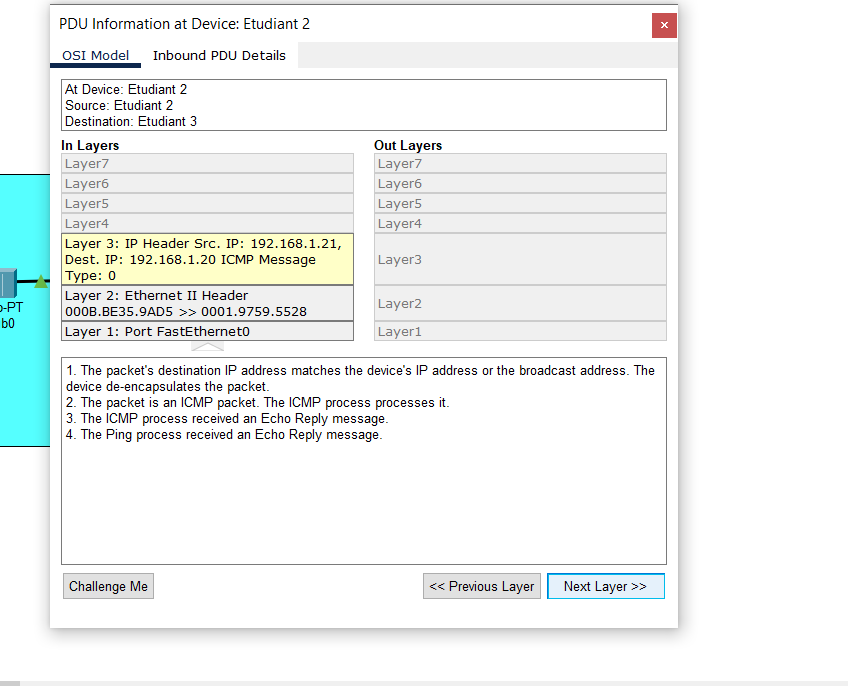 PDU Information at Device: Etudiant 2
OSI Model
Inbound PDU Details
At Device: Etudiant 2
Source: Etudiant 2
Destination: Etudiant 3
In Layers
Layer7
Layer6
Layer5
Layer4
Layer 3: IP Header Src. IP: 192.168.1.21,
Dest. IP: 192.168.1.20 ICMP Message
Type: 0
Layer 2: Ethernet II Header
000B.BE35.9AD5 >> 0001.9759.5528
Layer 1: Port FastEthernet0
Out Layers
Layer7
Layer6
Layer5
Layer4
Layer3
Layer2
Layer1
-PT
b0
1. The packet's destination IP address matches the device's IP address or the broadcast address. The
device de-encapsulates the packet.
2. The packet is an ICMP packet. The ICMP process processes it.
3. The ICMP process received an Echo Reply message.
4. The Ping process received an Echo Reply message.
Challenge Me
<< Previous Layer
Next Layer >>